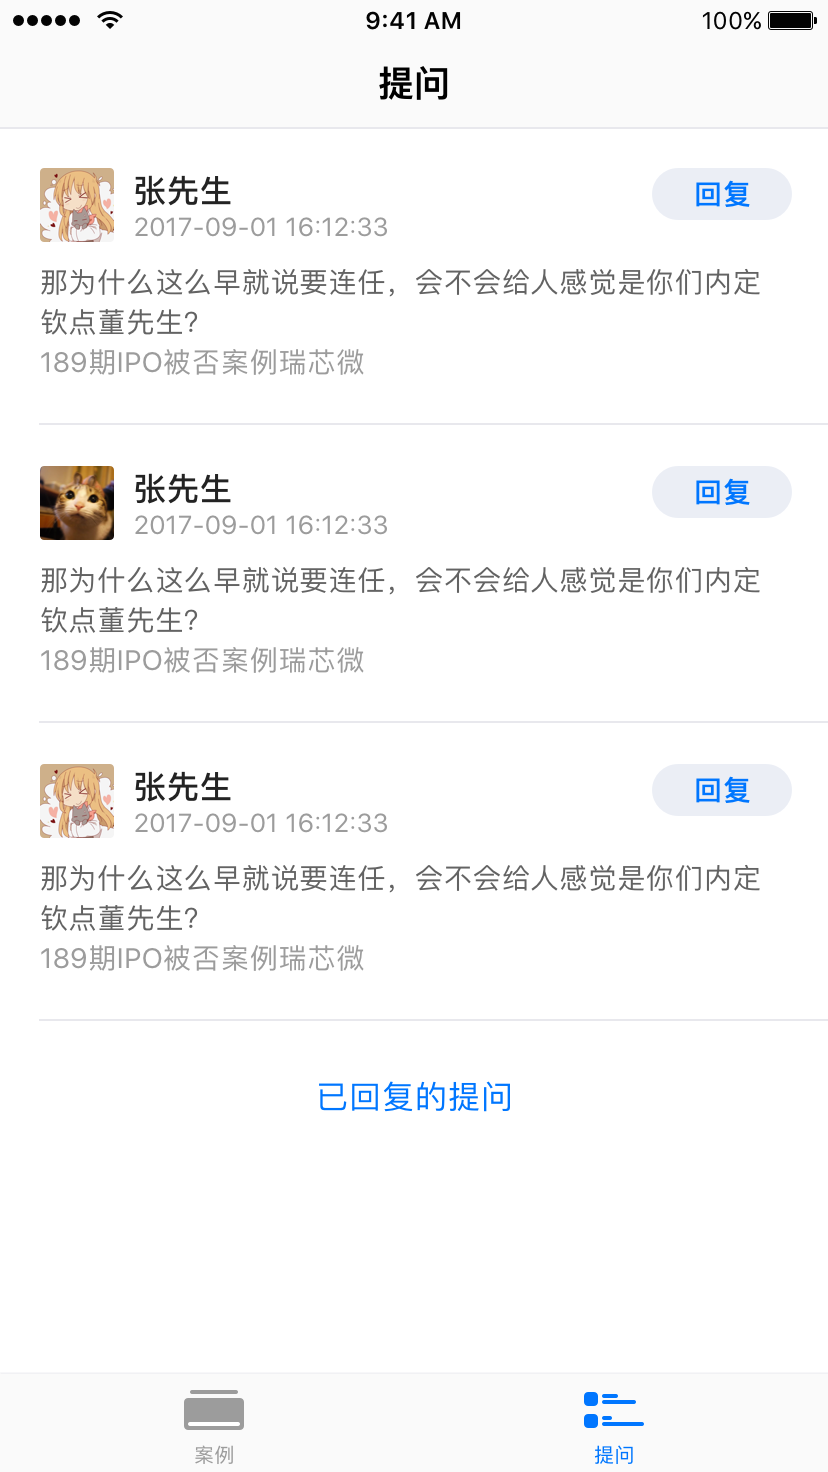 9:41 AM
100%
提问
张先生
回复
2017-09-01 16:12:33
那为什么这么早就说要连任，会不会给人感觉是你们内定
钦点董先生？
189期IPO被否案例瑞芯微
张先生
回复
2017-09-01 16:12:33
那为什么这么早就说要连任，会不会给人感觉是你们内定
钦点董先生？
189期IPO被否案例瑞芯微
张先生
回复
2017-09-01 16:12:33
那为什么这么早就说要连任，会不会给人感觉是你们内定
钦点董先生？
189期IPO被否案例瑞芯微
已回复的提问
案例
提问